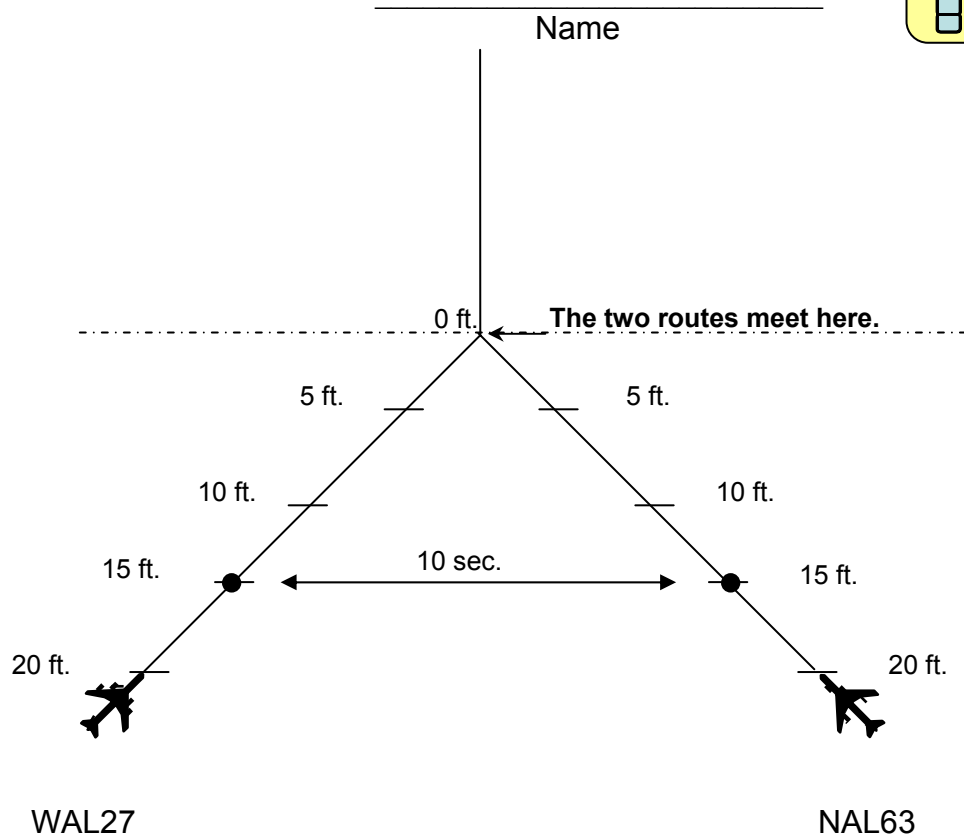 Name
0 ft.
The two routes meet here.
5 ft.
5 ft.
10 ft.
10 ft.
10 sec.
15 ft.
15 ft.
20 ft.
20 ft.
WAL27
NAL63